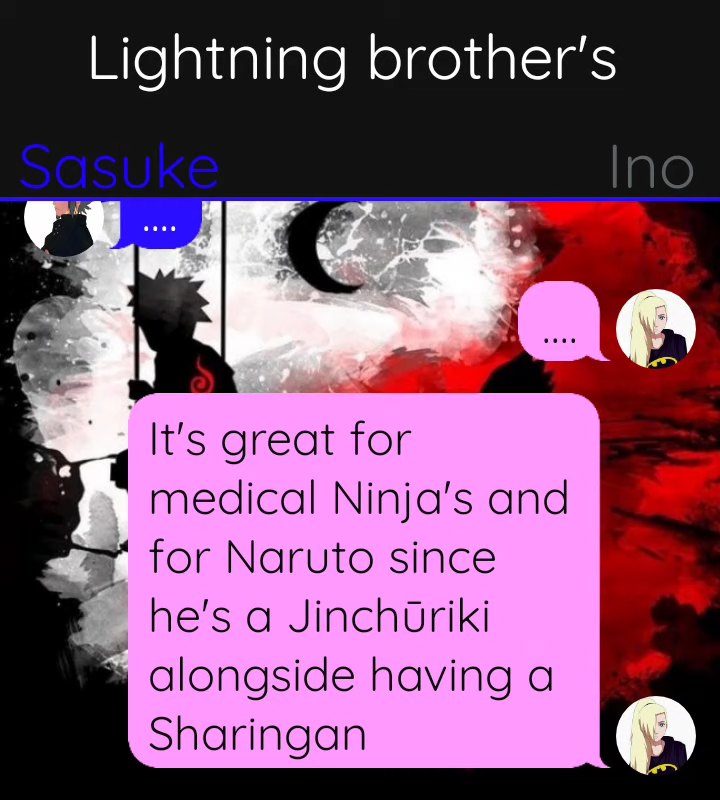 Lightning brother's
Sasuke
Ino
....
....
It's great for
medical Ninja's and
for Naruto since
he's a Jinchūriki
alongside having a
Sharingan